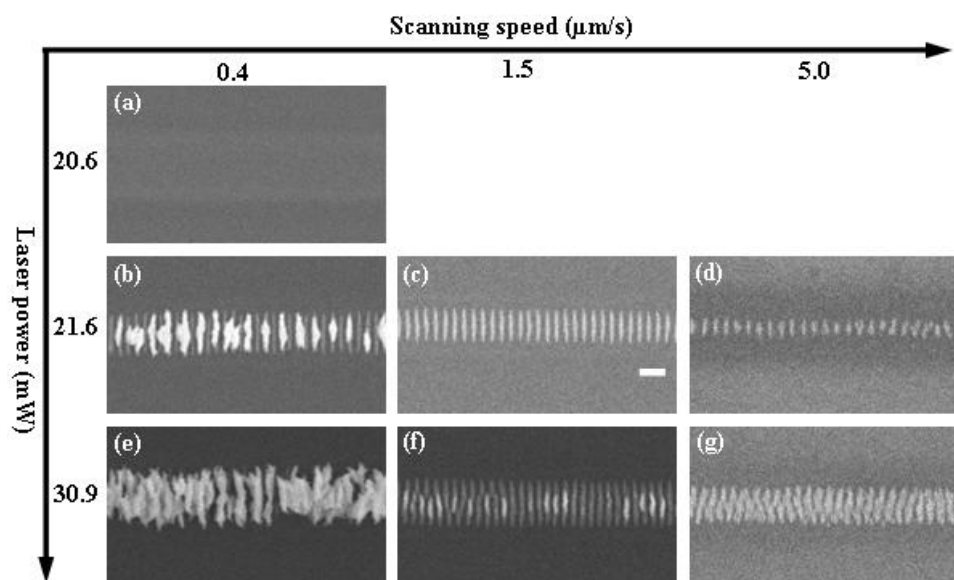 Scanning speed (µm/s)
0.4 1.5 5.0
(a)
20.6
(b) (c) (d)
21.6
(e) (f) (g)
30.9
Laser power (mW)